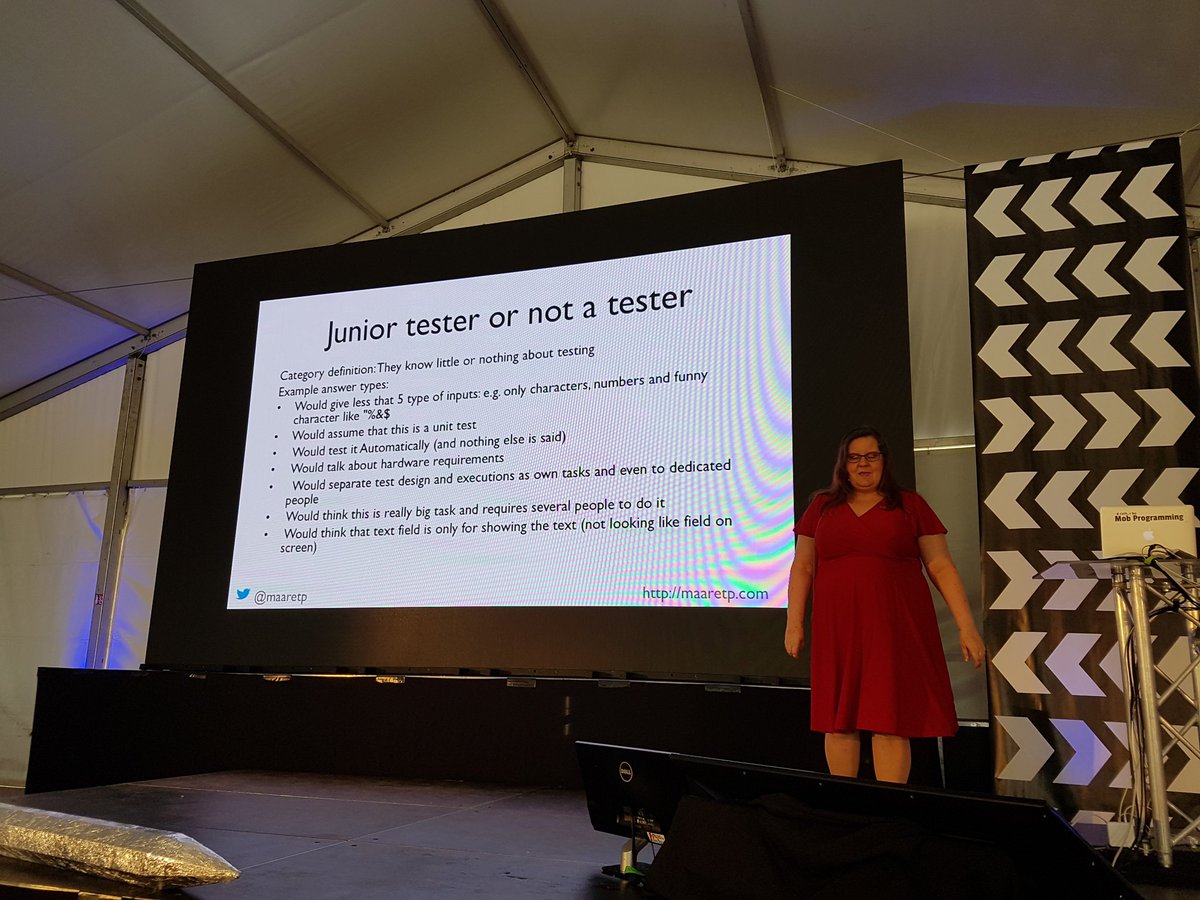 Junior tester or not a tester
Category definition: They know little or nothing about testing
Example answer types:
• Would give less that 5 type of inputs: e.g. only characters, numbers and funny
character like "%&$
• Would assume that this is a unit test
• Would test it Automatically (and nothing else is said)
• Would talk about hardware requirements
• Would separate test design and executions as own tasks and even to dedicated
people
• Would think this is really big task and requires several people to do it
• Would think that text field is only for showing the text (not looking like field on
screen)
@maaretp
http://maaretp.com
Mob Programming
DELL